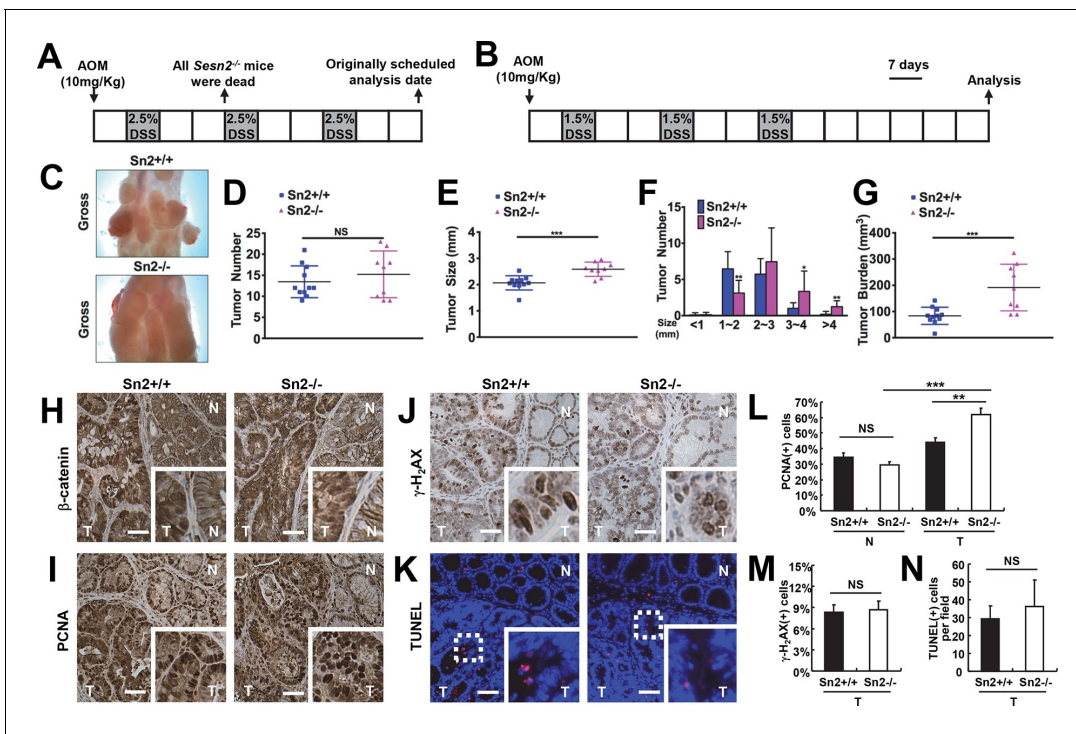 A
AOM
(10mg/Kg)
All Sesn2-/- mice
were dead
Originally scheduled
analysis date
2.5%
DSS
2.5%
DSS
2.5%
DSS
B
AOM
(10mg/Kg)
7 days
Analysis
1.5%
DSS
1.5%
DSS
1.5%
DSS
C
Sn2+/+
Gross
Sn2-/-
Gross
D
Sn2+/+
Sn2-/-
NS
Tumor Number
25
20
15
10
5
0
E
Sn2+/+
Sn2-/-
***
Tumor Size (mm)
5
4
3
2
1
0
F
Sn2+/+
Sn2-/-
Tumor Number
15
10
5
0
**
*
**
Size
(mm)
<1 1~2 2~3 3~4 >4
G
Sn2+/+
Sn2-/-
***
Tumor Burden (mm3)
400
300
200
100
0
H
Sn2+/+ Sn2-/-
β-catenin
N
T
T N
N
T
T N
I
PCNA
N
T
T
N
T
T
J
Sn2+/+ Sn2-/-
γ-H2AX
N
T
T
N
T
T
K
TUNEL
N
T
T
N
T
T
L
***
**
NS
PCNA(+) cells
70%
60%
50%
40%
30%
20%
10%
0%
Sn2+/+ Sn2-/- Sn2+/+ Sn2-/-
N T
M
NS
γ-H2AX(+) cells
15%
12%
9%
6%
3%
0%
Sn2+/+ Sn2-/-
T
N
NS
TUNEL(+) cells
per field
60
50
40
30
20
10
0
Sn2+/+ Sn2-/-
T